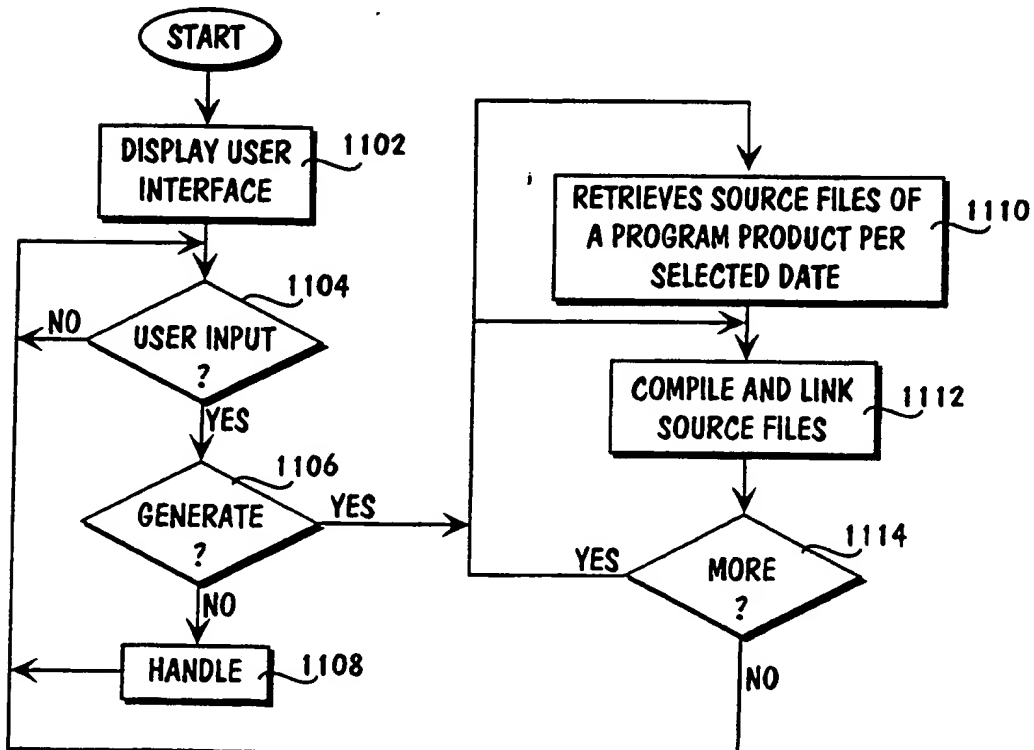 START
DISPLAY USER
INTERFACE
1102
1104
NO
USER INPUT
?
YES
1106
GENERATE
?
YES
NO
HANDLE
1108
RETRIEVES SOURCE FILES OF
A PROGRAM PRODUCT PER
SELECTED DATE
1110
COMPILE AND LINK
SOURCE FILES
1112
1114
YES
MORE
?
NO